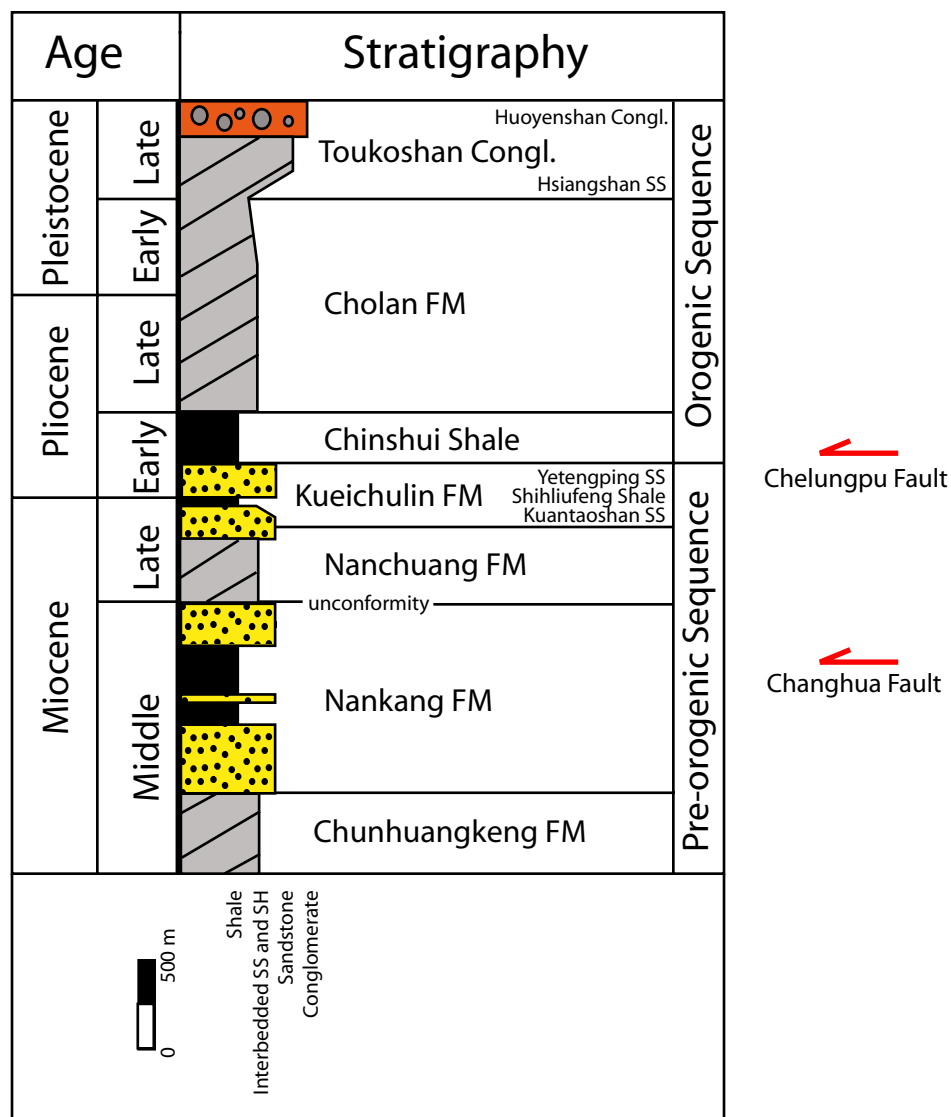 Age
Stratigraphy
Pleistocene
Late
Early
Pliocene
Late
Early
Miocene
Late
Middle
Huoyenshan Congl.
Toukoshan Congl.
Hsiangshan SS
Cholan FM
Chinshui Shale
Kueichulin FM
Yetengping SS
Shihliufeng Shale
Kuantaoshan SS
Nanchuang FM
unconformity
Nankang FM
Chunhuangkeng FM
Orogenic Sequence
Pre-orogenic Sequence
Chelungpu Fault
Changhua Fault
0
500 m
Shale
Interbedded SS and SH
Sandstone
Conglomerate